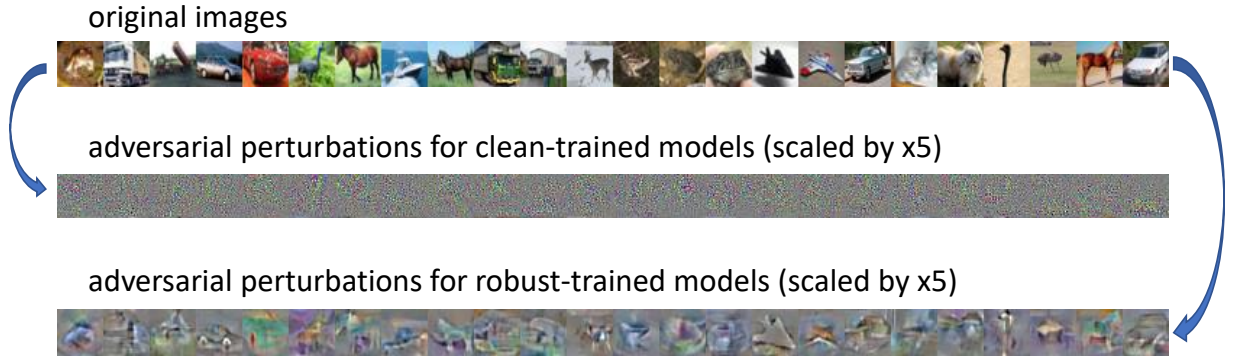 original images
adversarial perturbations for clean-trained models (scaled by x5)
adversarial perturbations for robust-trained models (scaled by x5)